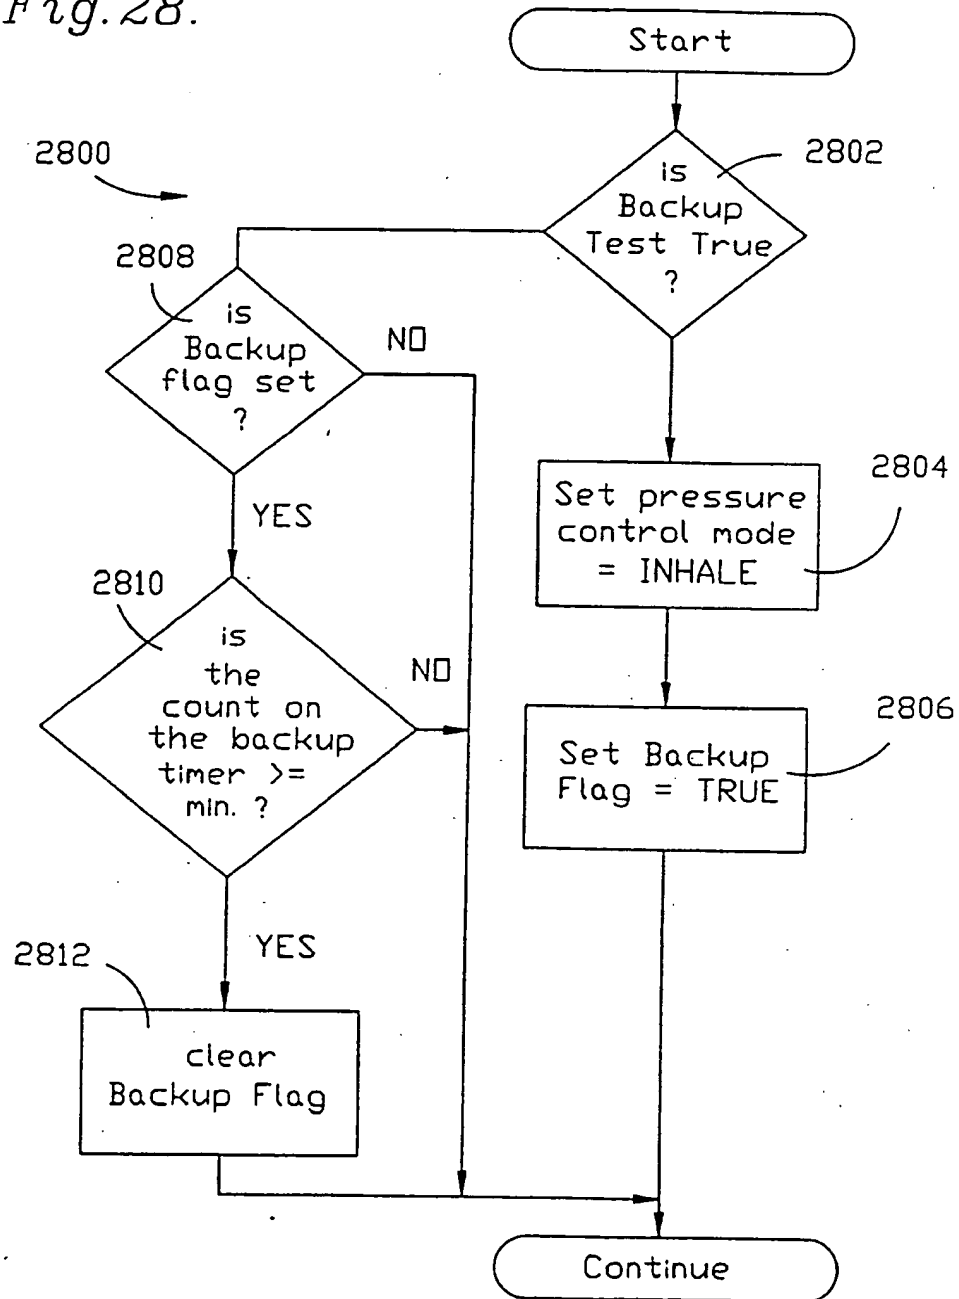 Fig. 28.
Start
2800
2802
is
Backup
Test True
?
2808
is
Backup
flag set
?
NO
YES
2804
Set pressure
control mode
= INHALE
2810
is
the
count on
the backup
timer >=
min. ?
NO
YES
2806
Set Backup
Flag = TRUE
2812
clear
Backup Flag
Continue